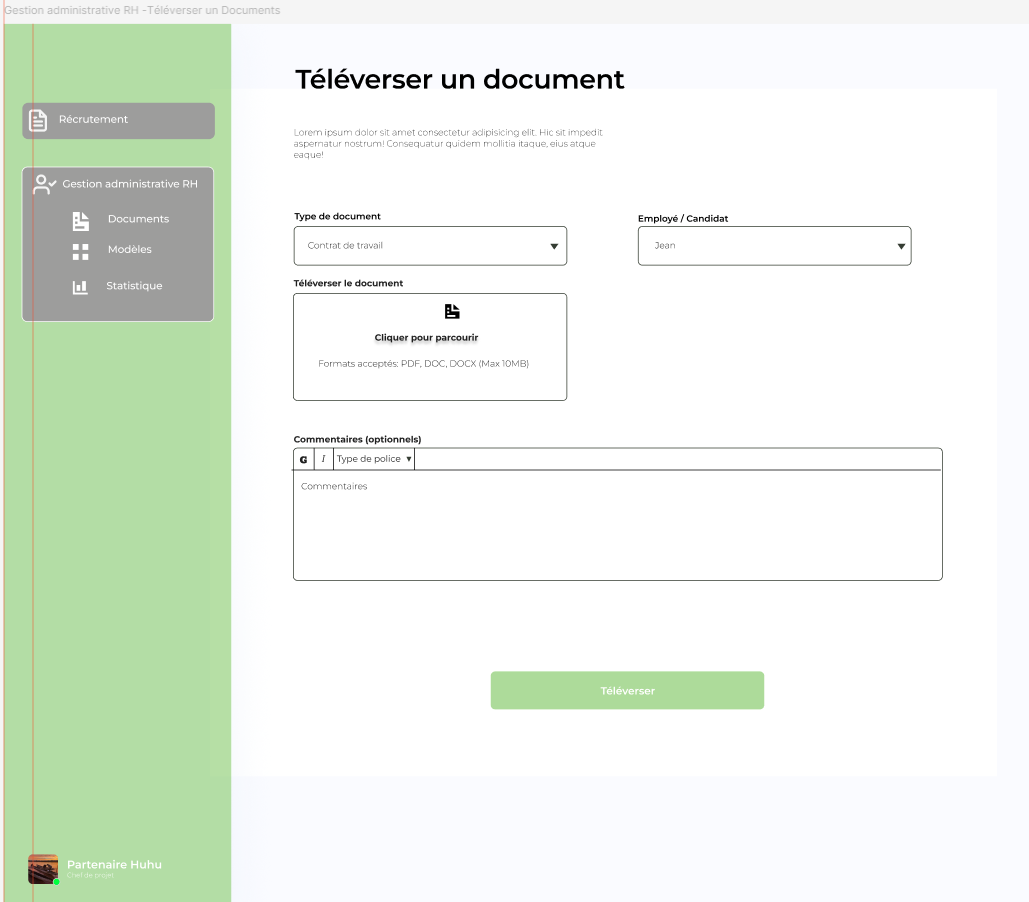 Gestion administrative RH -Téléverser un Documents
Téléverser un document
Récrutement
Lorem ipsum dolor sit amet consectetur adipisicing elit. Hic sit impedit
aspernatur nostrum! Consequatur quidem mollitia itaque, eius atque
eaque!
Gestion administrative RH
Documents
Modèles
Statistique
Type de document
Employé / Candidat
Contrat de travail
Jean
Téléverser le document
Cliquer pour parcourir
Formats acceptés: PDF, DOC, DOCX (Max 10MB)
Commentaires (optionnels)
G I Type de police
Commentaires
Téléverser
Partenaire Huhu
Chef de projet